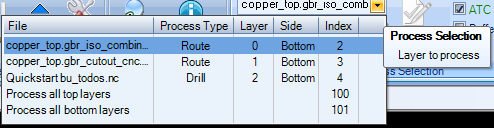 copper_top.gbr_iso_comb
ATC
File Process Type Layer Side Index
copper_top.gbr_iso_combin... Route 0 Bottom 2
copper_top.gbr_cutout_cnc... Route 1 Bottom 3
Quickstart bu_todos.nc Drill 2 Bottom 4
Process all top layers 100
Process all bottom layers 101
Process Selection
Layer to process
Selection